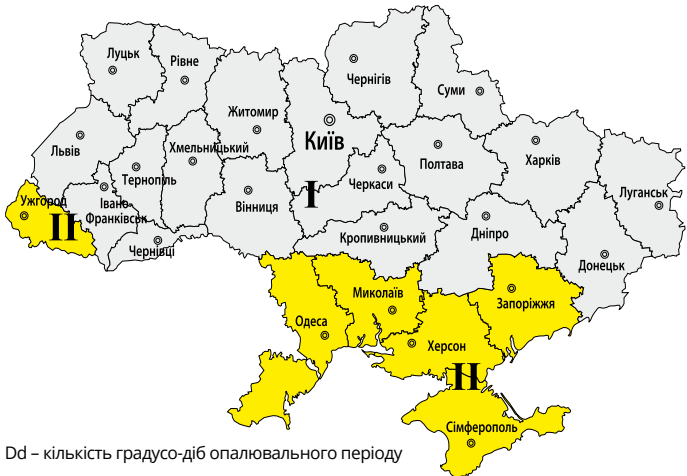 Луцьк
Рівне
Чернігів
Суми
Житомир
Київ
Львів
Хмельницький
Тернопіль
Полтава
Харків
Черкаси
Вінниця
Луганськ
Ужгород
Івано-
Франківськ
I
II
Чернівці
Кропивницький
Дніпро
Донецьк
Миколаїв
Запоріжжя
Одеса
Херсон
II
Сімферополь
Dd – кількість градусо-діб опалювального періоду